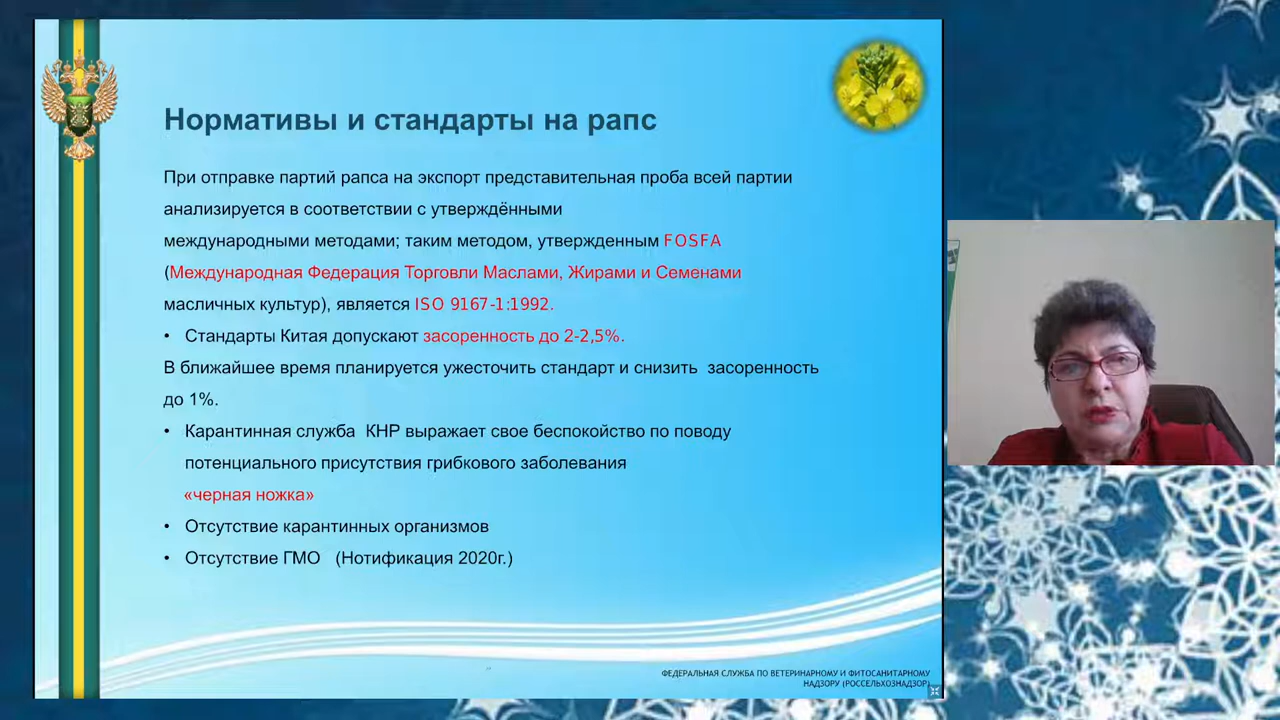 Нормативы и стандарты на рапс
При отправке партий рапса на экспорт представительная проба всей партии
анализируется в соответствии с утверждёнными
международными методами; таким методом, утвержденным FOSFA
(Международная Федерация Торговли Маслами, Жирами и Семенами
масличных культур), является ISO 9167-1:1992.
• Стандарты Китая допускают засоренность до 2-2,5%.
В ближайшее время планируется ужесточить стандарт и снизить засоренность
до 1%.
• Карантинная служба КНР выражает свое беспокойство по поводу
потенциального присутствия грибкового заболевания
«черная ножка»
• Отсутствие карантинных организмов
• Отсутствие ГМО (Нотификация 2020г.)
ФЕДЕРАЛЬНАЯ СЛУЖБА ПО ВЕТЕРИНАРНОМУ И ФИТОСАНИТАРНОМУ
НАДЗОРУ (РОССЕЛЬХОЗНАДЗОР)